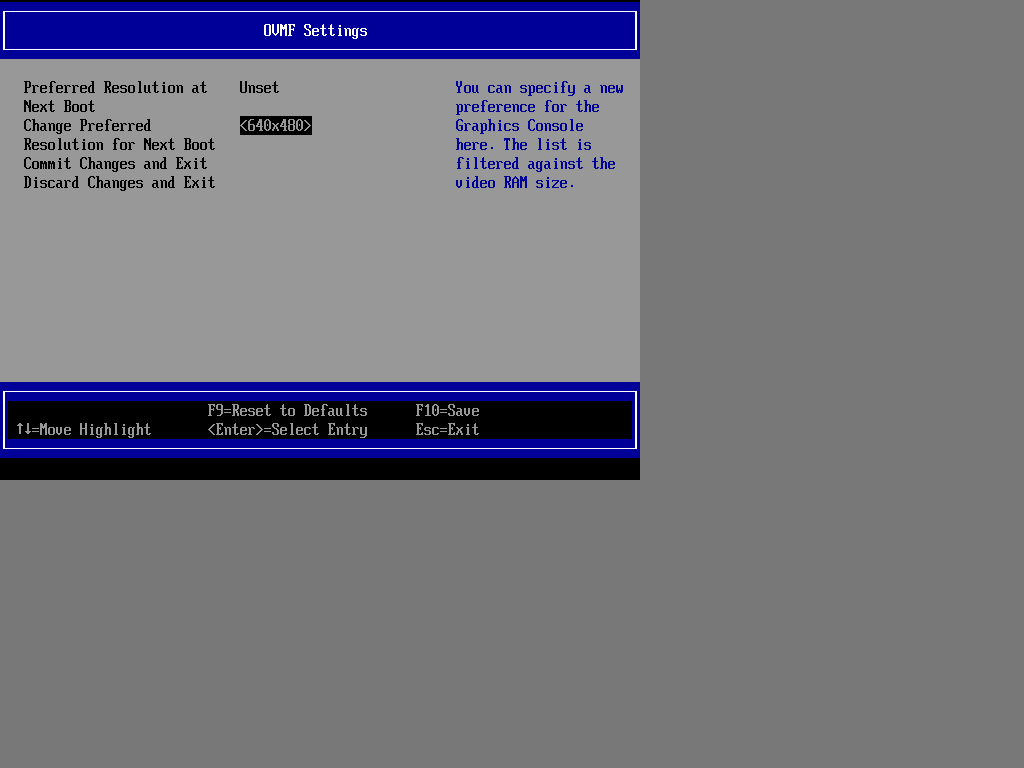 OVMF Settings
Preferred Resolution at Unset You can specify a new
Next Boot preference for the
Change Preferred <640x480> Graphics Console
Resolution for Next Boot here. The list is
Commit Changes and Exit filtered against the
Discard Changes and Exit video RAM size.
F9=Reset to Defaults F10=Save
↑↓=Move Highlight <Enter>=Select Entry Esc=Exit